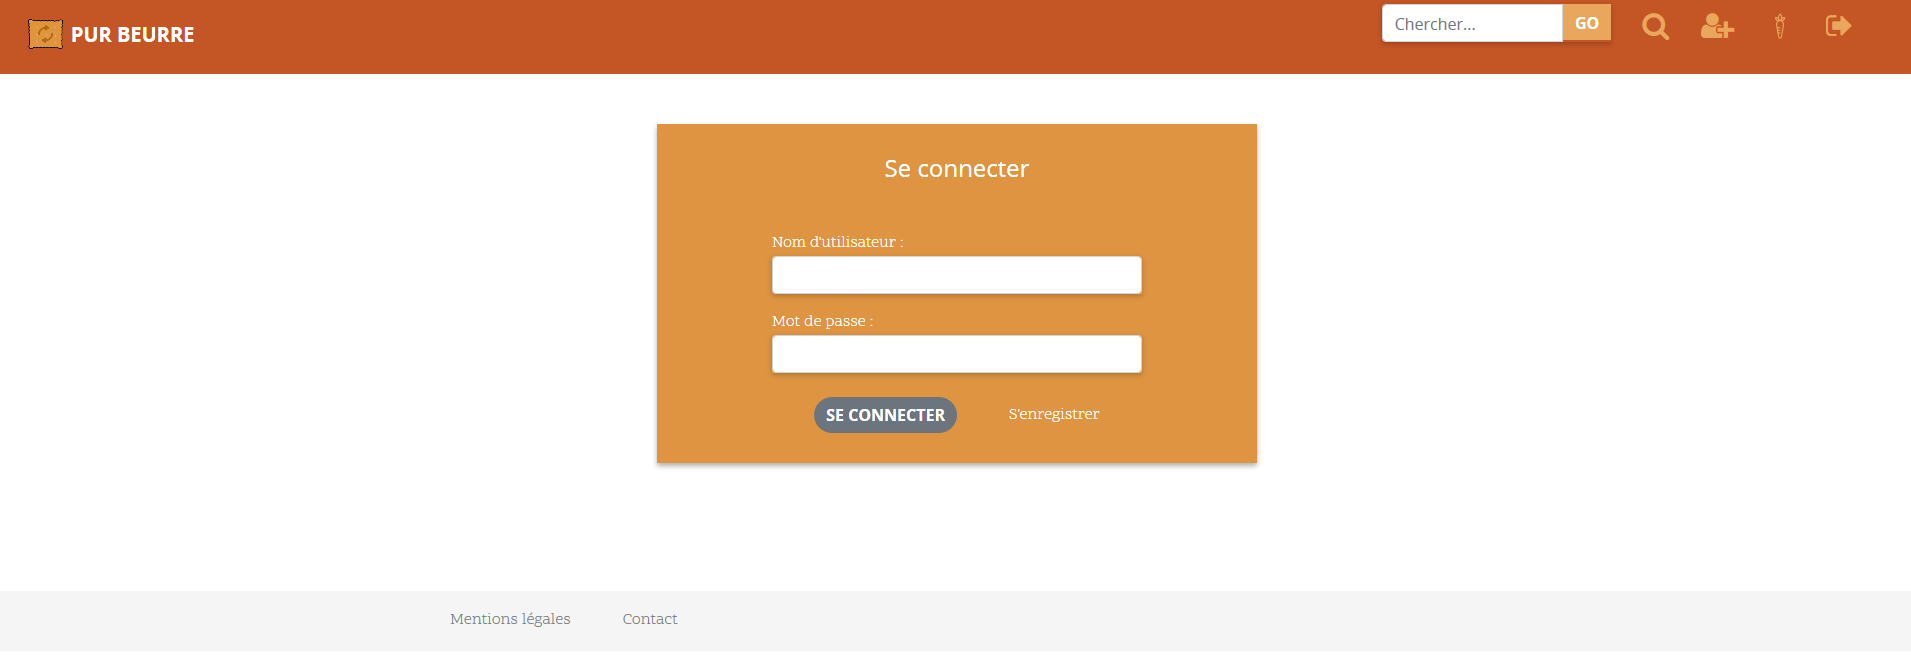 PUR BEURRE
Chercher...
GO
Se connecter
Nom d'utilisateur :
Mot de passe :
SE CONNECTER
S'enregistrer
Mentions légales
Contact